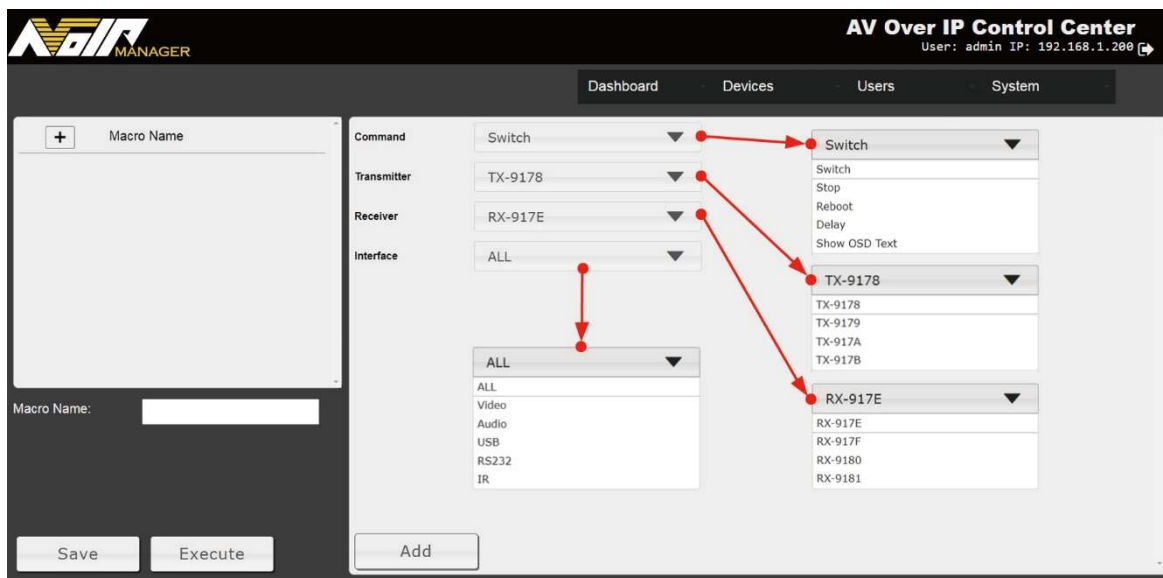 NVoIP MANAGER
AV Over IP Control Center
User: admin IP: 192.168.1.200
Dashboard Devices Users System
+ Macro Name
Macro Name:
Save Execute
Command Switch
Transmitter TX-9178
Receiver RX-917E
Interface ALL
ALL
ALL
Video
Audio
USB
RS232
IR
Switch
Switch
Stop
Reboot
Delay
Show OSD Text
TX-9178
TX-9178
TX-9179
TX-917A
TX-917B
RX-917E
RX-917E
RX-917F
RX-9180
RX-9181
Add